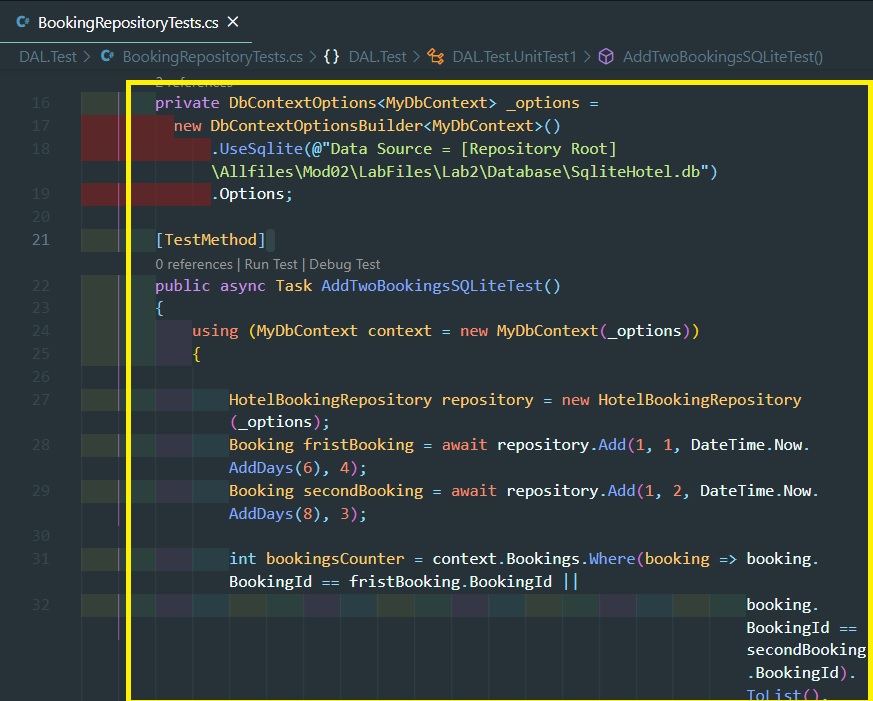 BookingRepositoryTests.cs ×
DAL.Test > BookingRepositoryTests.cs > {} DAL.Test > DAL.Test.UnitTest1 > AddTwoBookingsSQLiteTest()
2 references
16 private DbContextOptions<MyDbContext> _options =
17 new DbContextOptionsBuilder<MyDbContext>()
18 .UseSqlite(@"Data Source = [Repository Root]
\Allfiles\Mod02\LabFiles\Lab2\Database\SqliteHotel.db")
19 .Options;
20
21 [TestMethod]
0 references | Run Test | Debug Test
22 public async Task AddTwoBookingsSQLiteTest()
23 {
24 using (MyDbContext context = new MyDbContext(_options))
25 {
26
27 HotelBookingRepository repository = new HotelBookingRepository
(_options);
28 Booking fristBooking = await repository.Add(1, 1, DateTime.Now.
AddDays(6), 4);
29 Booking secondBooking = await repository.Add(1, 2, DateTime.Now.
AddDays(8), 3);
30
31 int bookingsCounter = context.Bookings.Where(booking => booking.
BookingId == fristBooking.BookingId ||
32 booking.
BookingId ==
secondBooking
.BookingId).
ToList().